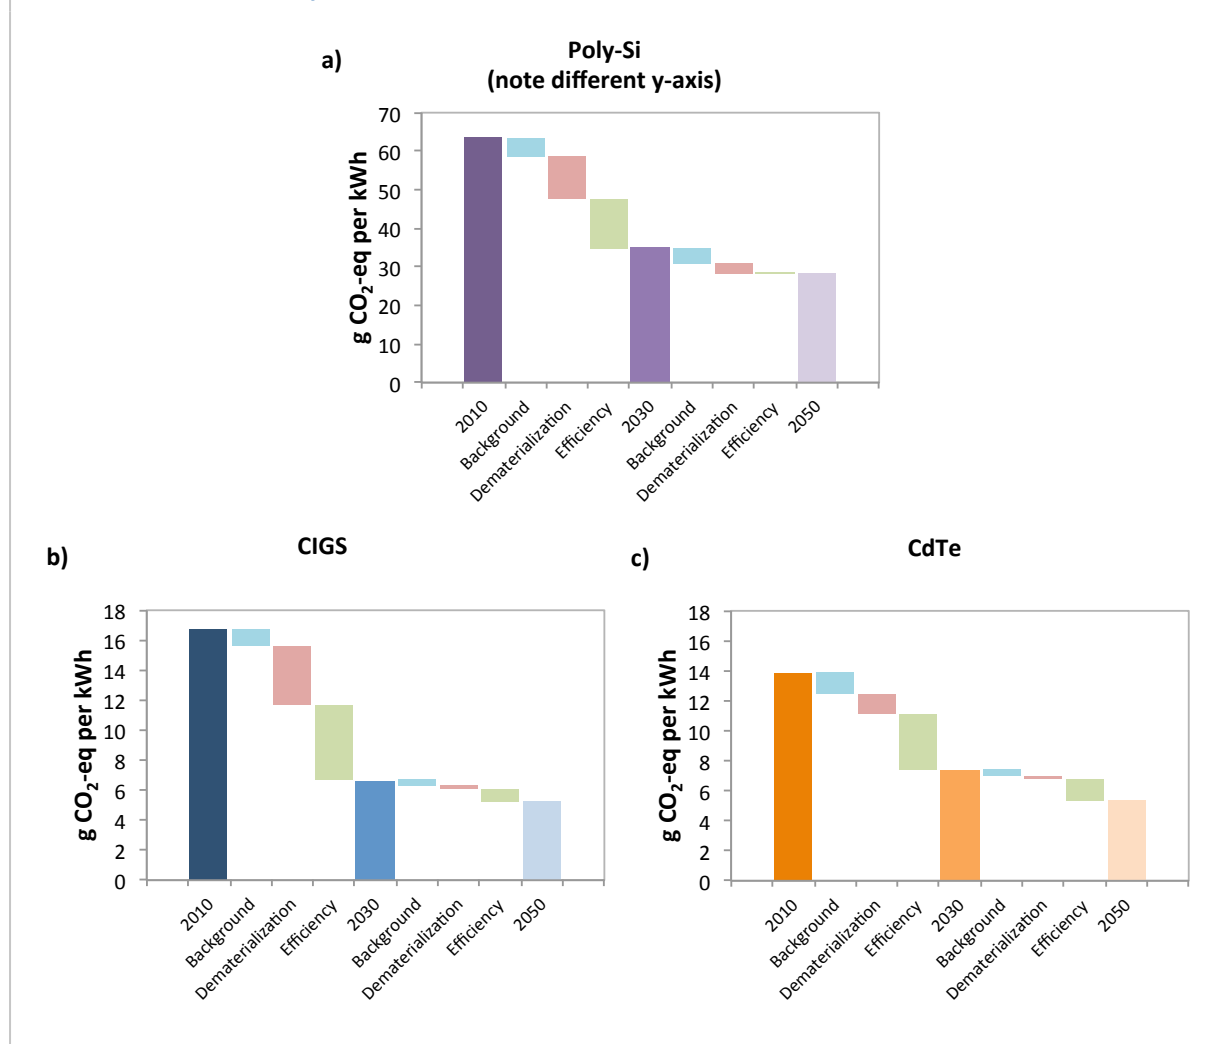 a)
Poly-Si
(note different y-axis)
g CO2-eq per kWh
70
60
50
40
30
20
10
0
2010
Background
Dematerialization
Efficiency
2030
Background
Dematerialization
Efficiency
2050
b)
CIGS
g CO2-eq per kWh
18
16
14
12
10
8
6
4
2
0
2010
Background
Dematerialization
Efficiency
2030
Background
Dematerialization
Efficiency
2050
c)
CdTe
g CO2-eq per kWh
18
16
14
12
10
8
6
4
2
0
2010
Background
Dematerialization
Efficiency
2030
Background
Dematerialization
Efficiency
2050